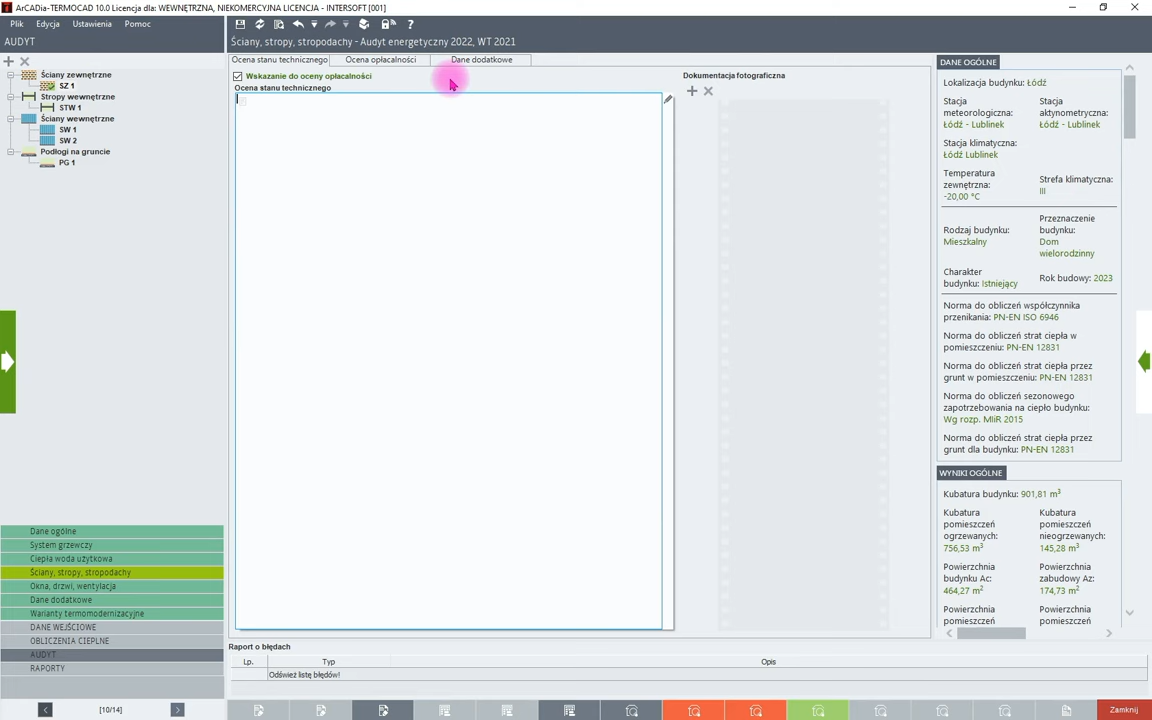 ArCADia-TERMOCAD 10.0 Licencja dla: WEWNĘTRZNA, NIEKOMERCYJNA LICENCJA - INTERSOFT [001]
Plik Edycja Ustawienia Pomoc
AUDYT
Ściany, stropy, stropodachy - Audyt energetyczny 2022, WT 2021
Ściany zewnętrzne
SZ 1
Stropy wewnętrzne
STW 1
Ściany wewnętrzne
SW 1
SW 2
Podłogi na gruncie
PG 1
Ocena stanu technicznego Ocena opłacalności Dane dodatkowe
Wskazanie do oceny opłacalności
Ocena stanu technicznego
Dokumentacja fotograficzna
DANE OGÓLNE
Lokalizacja budynku: Łódź
Stacja meteorologiczna: Łódź - Lublinek
Stacja aktynometryczna: Łódź - Lublinek
Stacja klimatyczna:
Łódź Lublinek
Temperatura zewnętrzna: -20,00 °C
Strefa klimatyczna: III
Rodzaj budynku: Mieszkalny
Przeznaczenie budynku: Dom wielorodzinny
Charakter budynku: Istniejący
Rok budowy: 2023
Norma do obliczeń współczynnika
przenikania: PN-EN ISO 6946
Norma do obliczeń strat ciepła w
pomieszczeniu: PN-EN 12831
Norma do obliczeń strat ciepła przez
grunt w pomieszczeniu: PN-EN 12831
Norma do obliczeń sezonowego
zapotrzebowania na ciepło budynku:
Wg rozp. MIiR 2015
Norma do obliczeń strat ciepła przez
grunt dla budynku: PN-EN 12831
WYNIKI OGÓLNE
Kubatura budynku: 901,81 m³
Kubatura pomieszczeń ogrzewanych: 756,53 m³
Kubatura pomieszczeń nieogrzewanych: 145,28 m³
Powierzchnia budynku Ac: 464,27 m²
Powierzchnia zabudowy Az: 174,73 m²
Powierzchnia pomieszczeń
Powierzchnia pomieszczeń
Dane ogólne
System grzewczy
Ciepła woda użytkowa
Ściany, stropy, stropodachy
Okna, drzwi, wentylacja
Dane dodatkowe
Warianty termomodernizacyjne
DANE WEJŚCIOWE
OBLICZENIA CIEPLNE
AUDYT
RAPORTY
Raport o błędach
Lp. Typ Opis
Odśwież listę błędów!
[10/14]
Zamknij